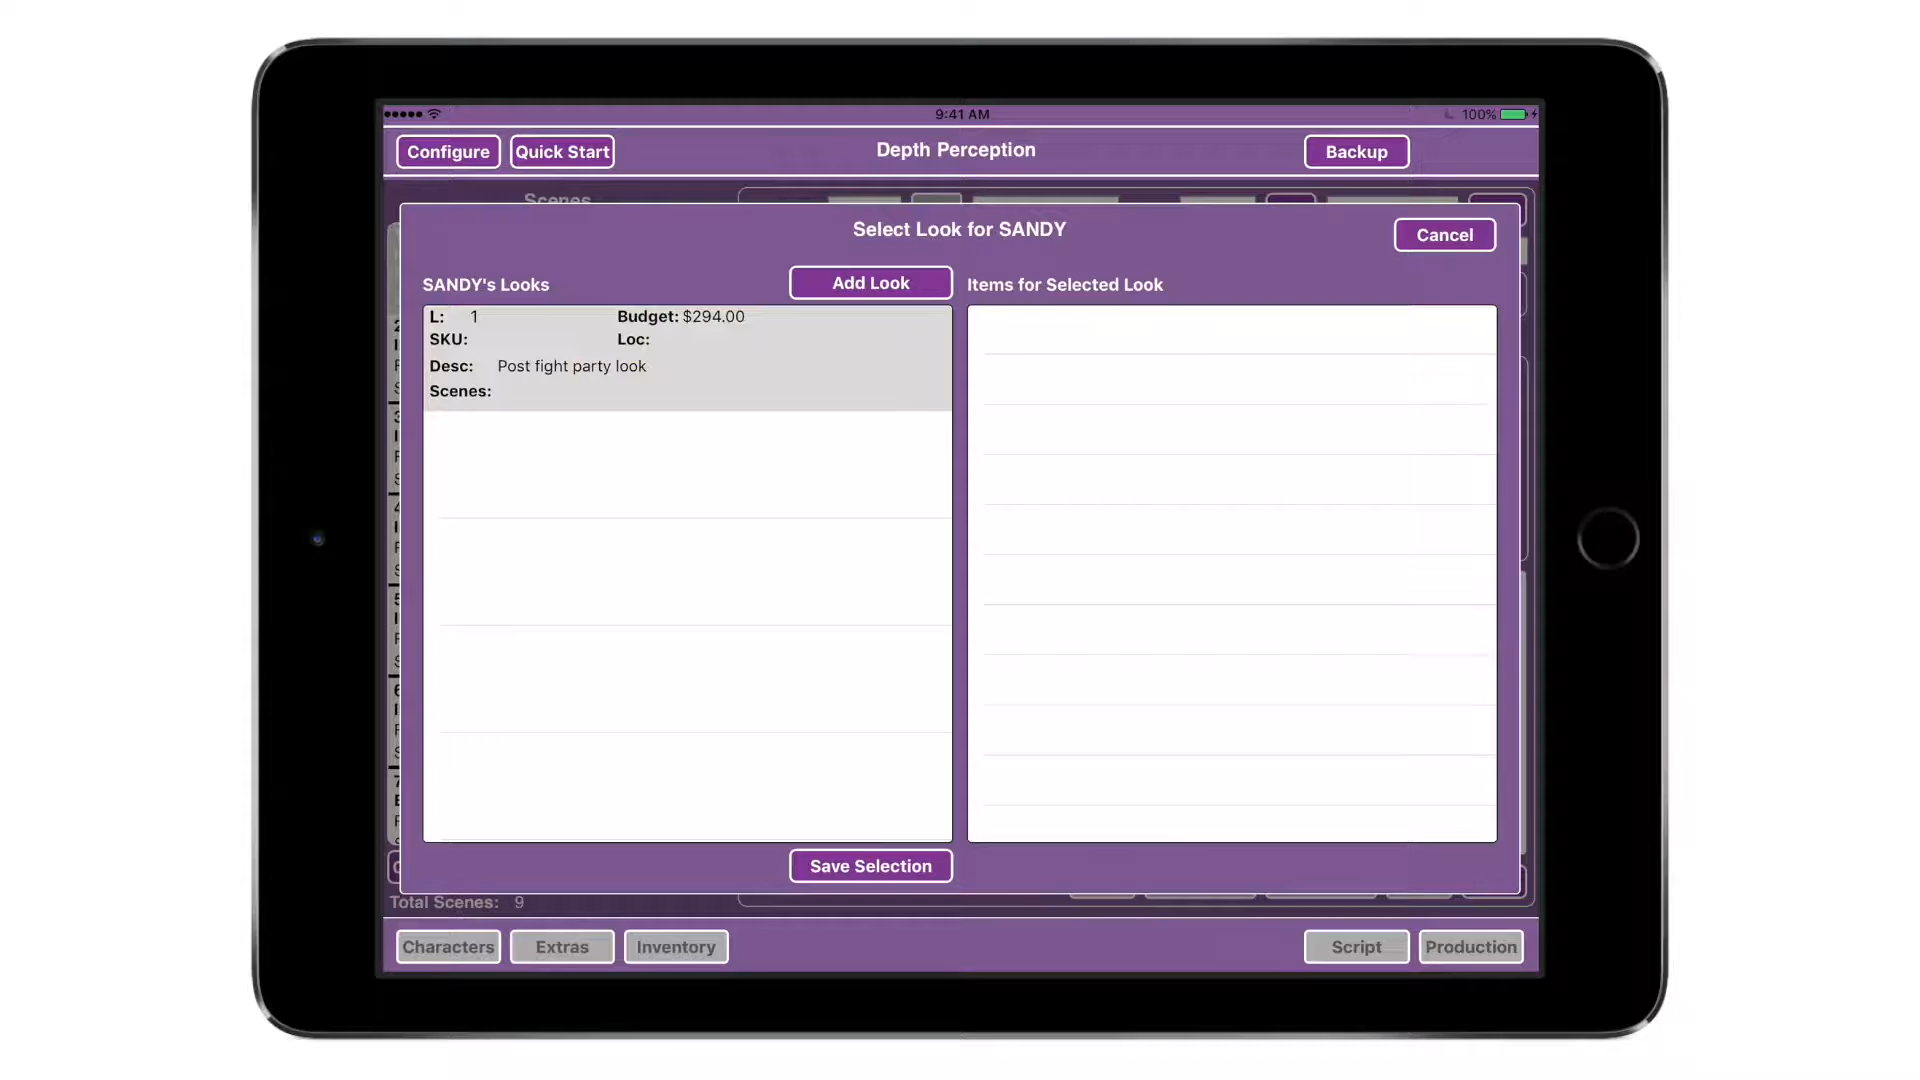 9:41 AM
100%
Configure
Quick Start
Depth Perception
Backup
Scenes
Select Look for SANDY
Cancel
SANDY's Looks
Add Look
Items for Selected Look
L: 1 Budget: $294.00
SKU: Loc:
Desc: Post fight party look
Scenes:
Save Selection
Total Scenes: 9
Characters
Extras
Inventory
Script
Production